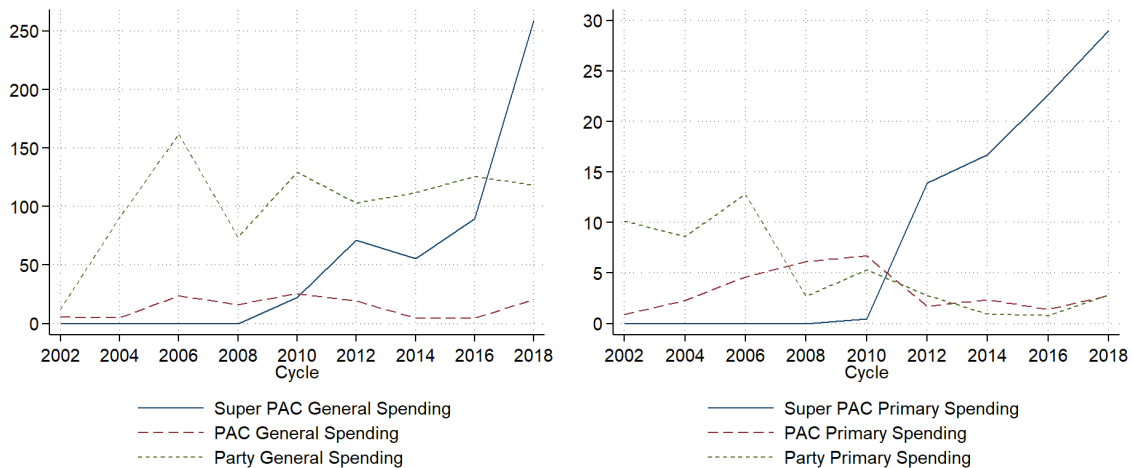 250
200
150
100
50
0
2002 2004 2006 2008 2010 2012 2014 2016 2018
Cycle
Super PAC General Spending
PAC General Spending
Party General Spending
30
25
20
15
10
5
0
2002 2004 2006 2008 2010 2012 2014 2016 2018
Cycle
Super PAC Primary Spending
PAC Primary Spending
Party Primary Spending